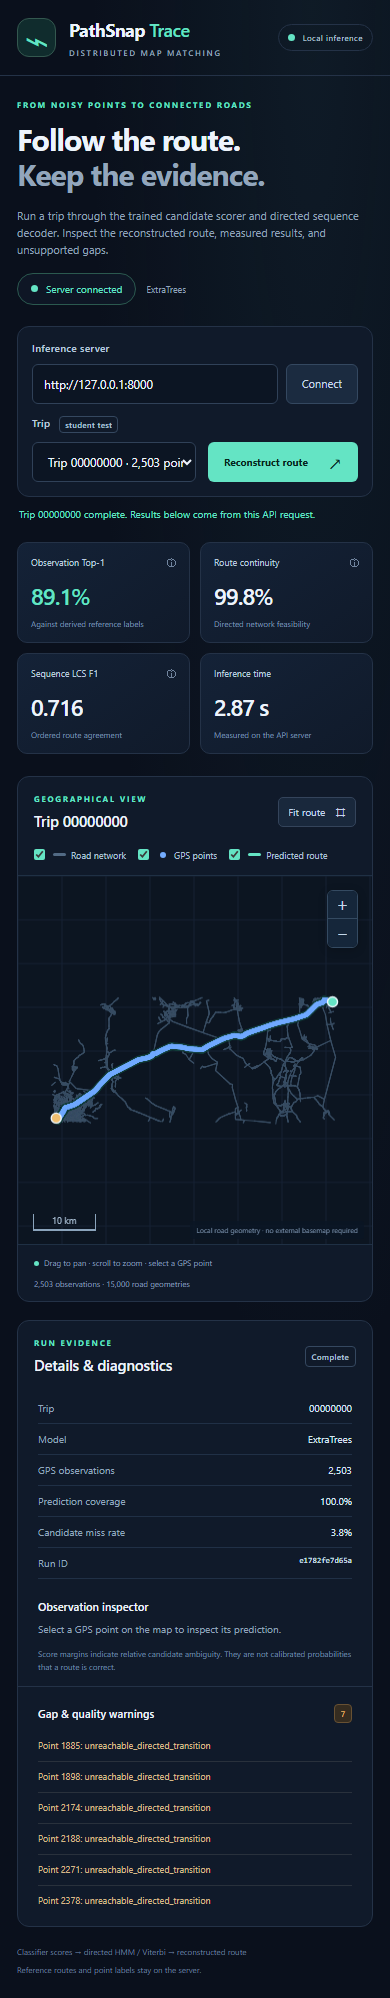 PathSnap Trace
DISTRIBUTED MAP MATCHING
Local inference
FROM NOISY POINTS TO CONNECTED ROADS
Follow the route.
Keep the evidence.
Run a trip through the trained candidate scorer and directed sequence
decoder. Inspect the reconstructed route, measured results, and
unsupported gaps.
Server connected
ExtraTrees
Inference server
http://127.0.0.1:8000
Connect
Trip
student test
Trip 00000000 · 2,503 poin
Reconstruct route ↗
Trip 00000000 complete. Results below come from this API request.
Observation Top-1 ⓘ
89.1%
Against derived reference labels
Route continuity ⓘ
99.8%
Directed network feasibility
Sequence LCS F1 ⓘ
0.716
Ordered route agreement
Inference time
2.87 s
Measured on the API server
GEOGRAPHICAL VIEW
Trip 00000000
Fit route
Road network
GPS points
Predicted route
+
−
10 km
Local road geometry · no external basemap required
Drag to pan · scroll to zoom · select a GPS point
2,503 observations · 15,000 road geometries
RUN EVIDENCE
Details & diagnostics
Complete
Trip 00000000
Model ExtraTrees
GPS observations 2,503
Prediction coverage 100.0%
Candidate miss rate 3.8%
Run ID e1782fe7d65a
Observation inspector
Select a GPS point on the map to inspect its prediction.
Score margins indicate relative candidate ambiguity. They are not calibrated probabilities
that a route is correct.
Gap & quality warnings 7
Point 1885: unreachable_directed_transition
Point 1898: unreachable_directed_transition
Point 2174: unreachable_directed_transition
Point 2188: unreachable_directed_transition
Point 2271: unreachable_directed_transition
Point 2378: unreachable_directed_transition
Classifier scores → directed HMM / Viterbi → reconstructed route
Reference routes and point labels stay on the server.